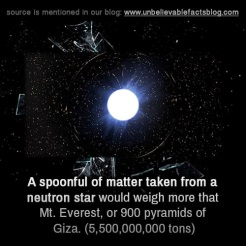 source is mentioned in our blog: www.unbelievablefactsblog.com
A spoonful of matter taken from a
neutron star would weigh more that
Mt. Everest, or 900 pyramids of
Giza. (5,500,000,000 tons)